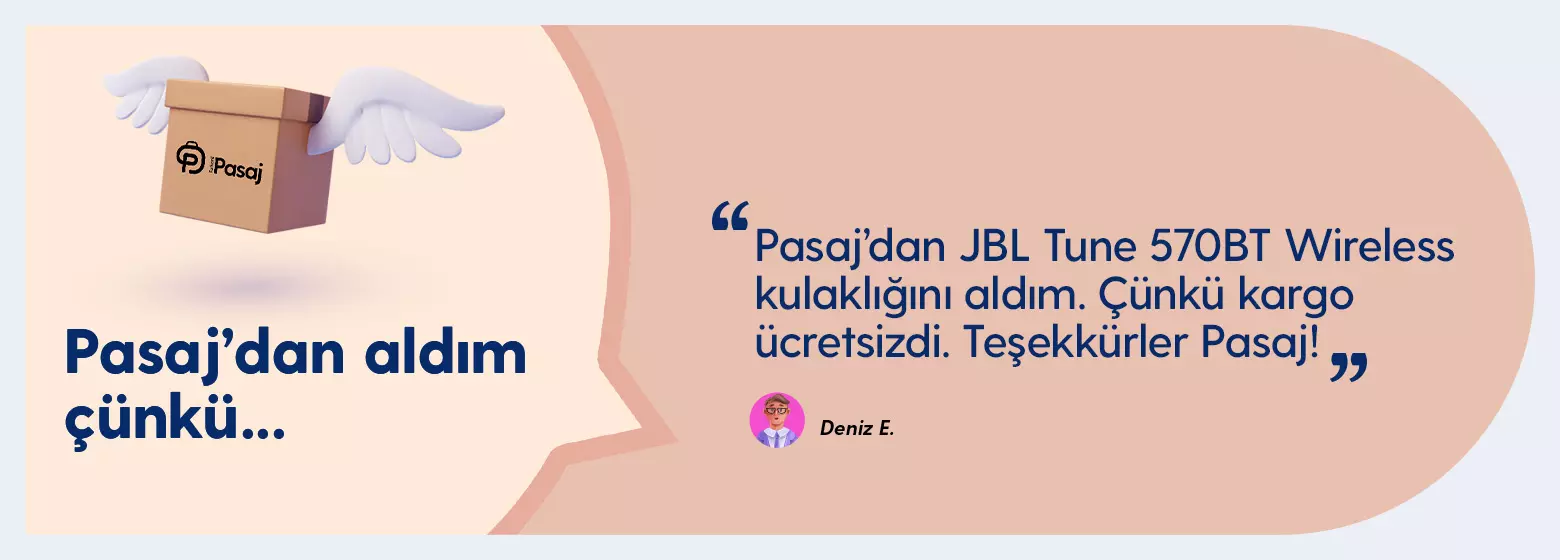 Pasaj
Pasaj’dan aldım
çünkü...
“Pasaj’dan JBL Tune 570BT Wireless
kulaklığını aldım. Çünkü kargo
ücretsizdi. Teşekkürler Pasaj!”
Deniz E.